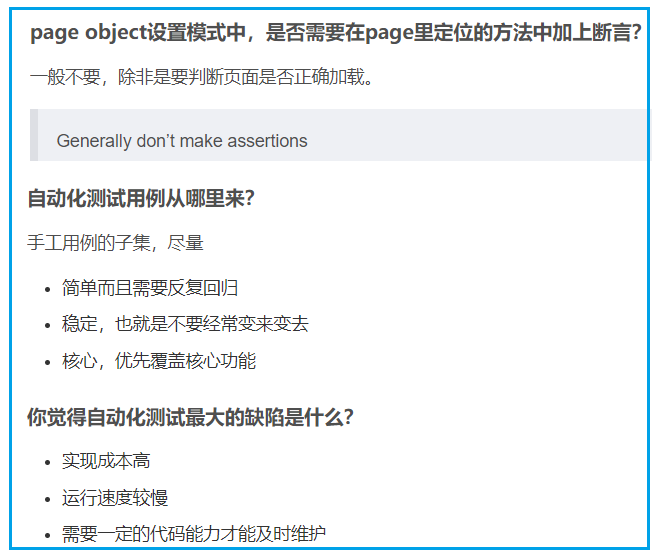 page object设置模式中，是否需要在page里定位的方法中加上断言？
一般不要，除非是要判断页面是否正确加载。
Generally don't make assertions
自动化测试用例从哪里来？
手工用例的子集，尽量
简单而且需要反复回归
稳定，也就是不要经常变来变去
核心，优先覆盖核心功能
你觉得自动化测试最大的缺陷是什么？
实现成本高
运行速度较慢
需要一定的代码能力才能及时维护